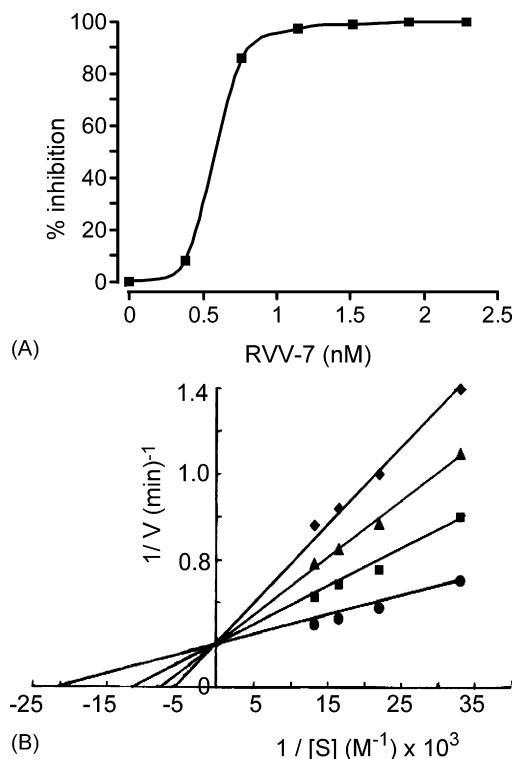 100
80
60
40
20
0
% inhibition
0 0.5 1 1.5 2 2.5
(A)
RVV-7 (nM)
1.4
1.0
0.8
0
1/ V (min)-1
-25 -15 -5 5 15 25 35 40
(B)
1 / [S] (M-1) x 103